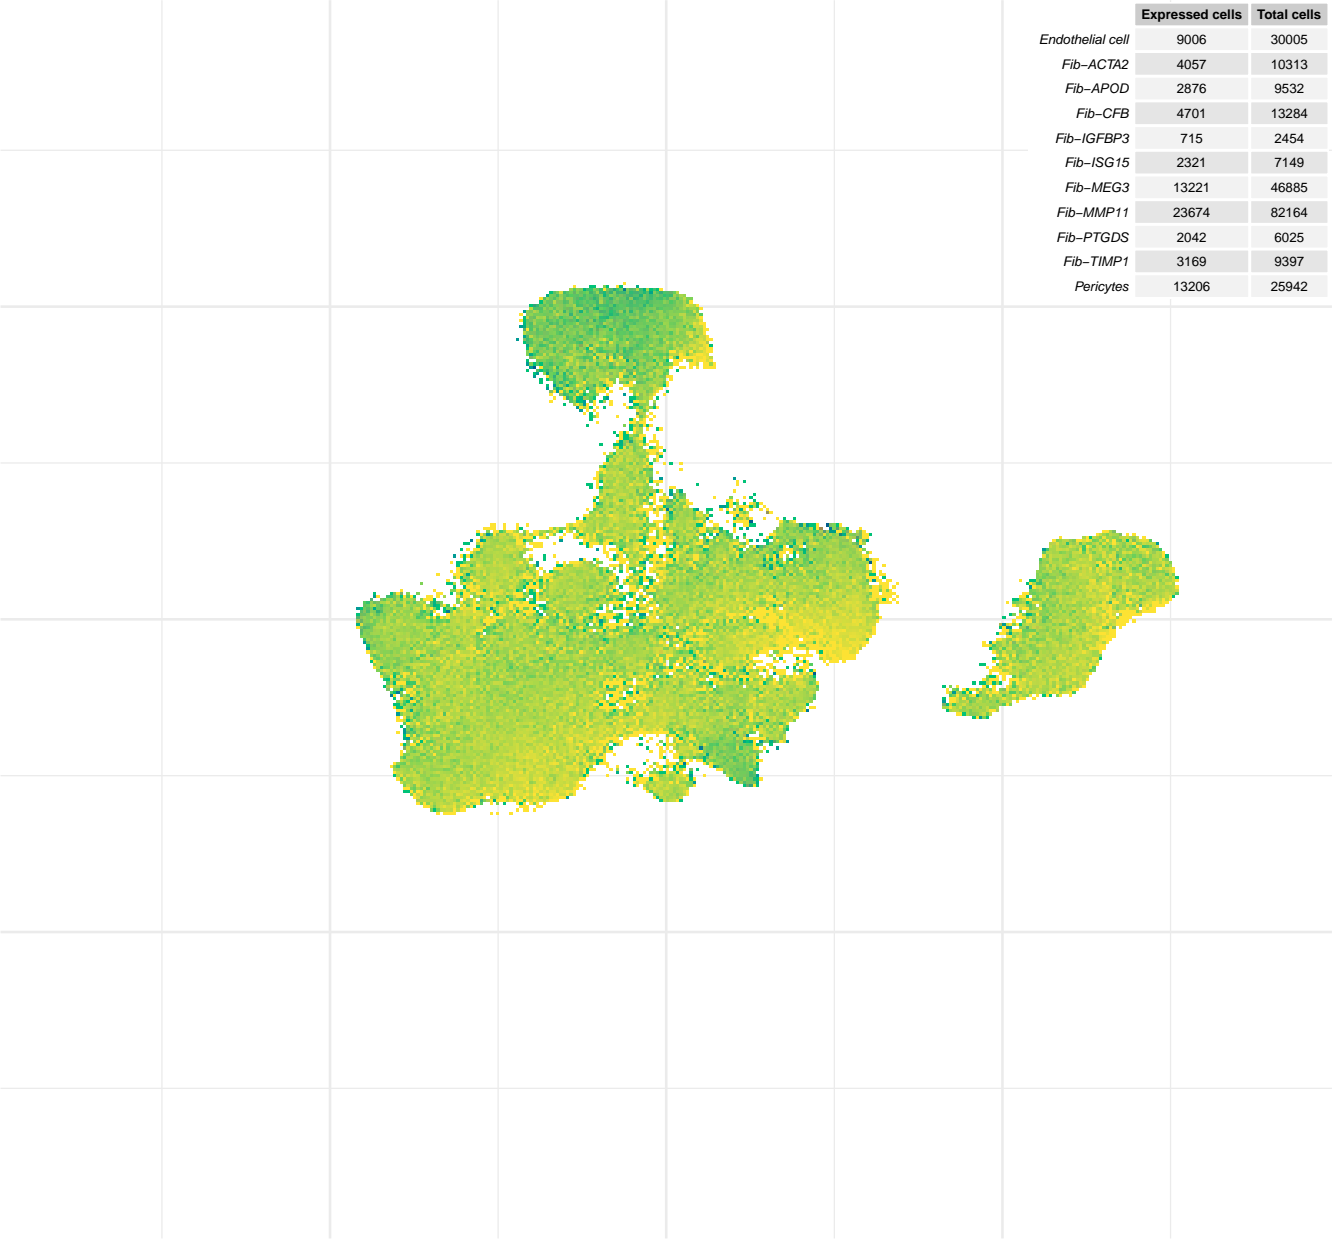 Expressed cells Total cells
Endothelial cell 9006 30005
Fib−ACTA2 4057 10313
Fib−APOD 2876 9532
Fib−CFB 4701 13284
Fib−IGFBP3 715 2454
Fib−ISG15 2321 7149
Fib−MEG3 13221 46885
Fib−MMP11 23674 82164
Fib−PTGDS 2042 6025
Fib−TIMP1 3169 9397
Pericytes 13206 25942